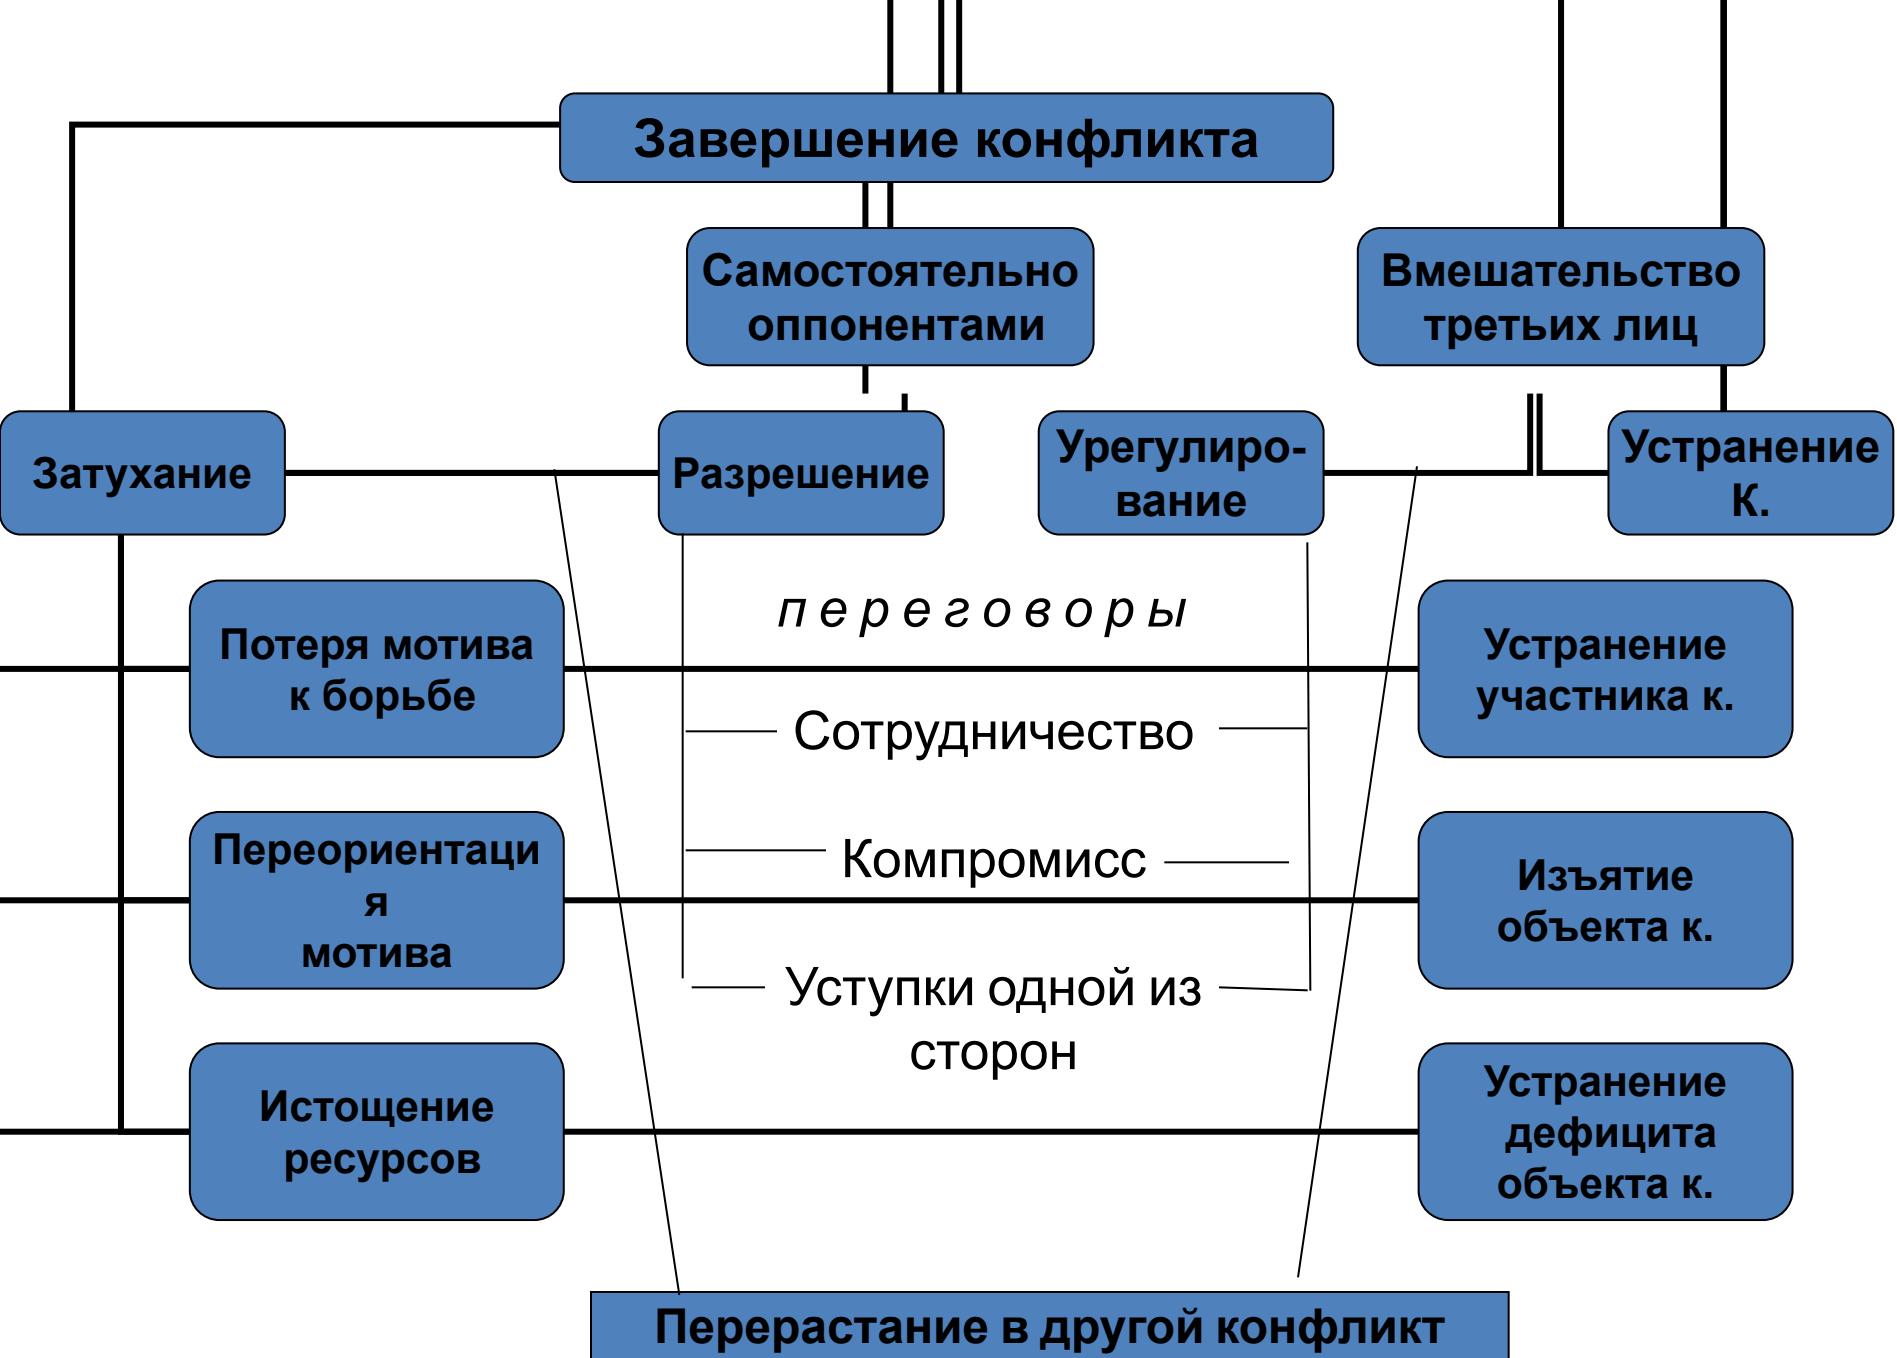 Завершение конфликта
Самостоятельно
оппонентами
Вмешательство
третьих лиц
Затухание
Разрешение
Урегулиро-
вание
Устранение
К.
переговоры
Потеря мотива
к борьбе
Устранение
участника к.
Сотрудничество
Компромисс
Переориентаци
я
мотива
Изъятие
объекта к.
Уступки одной из
сторон
Истощение
ресурсов
Устранение
дефицита
объекта к.
Перерастание в другой конфликт